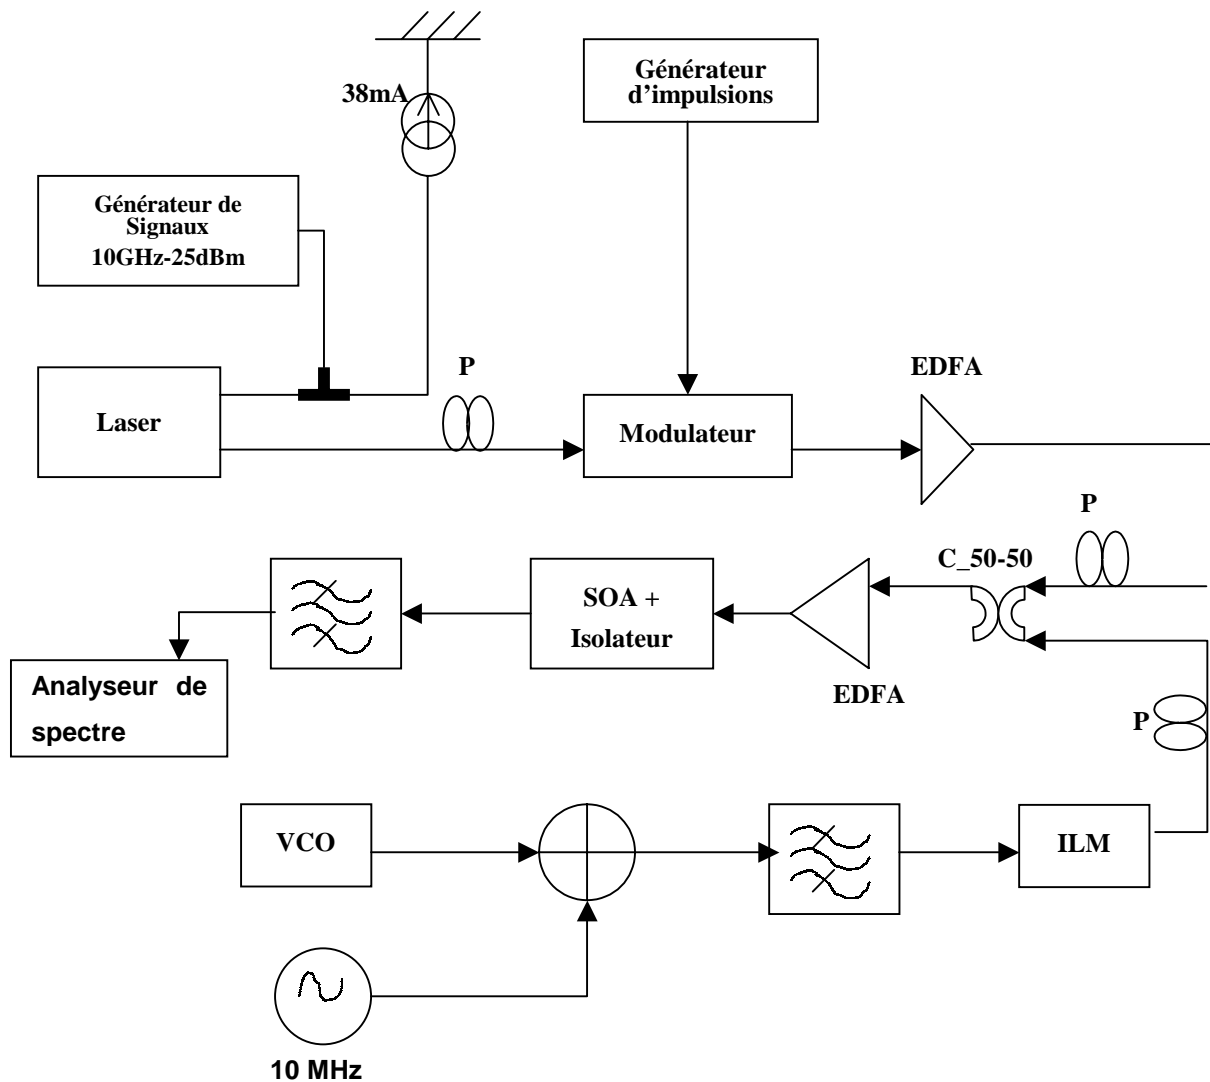 38mA
Générateur
d'impulsions
Générateur de
Signaux
10GHz-25dBm
P
EDFA
Laser
Modulateur
P
C_50-50
SOA +
Isolateur
EDFA
Analyseur de
spectre
P
VCO
ILM
10 MHz